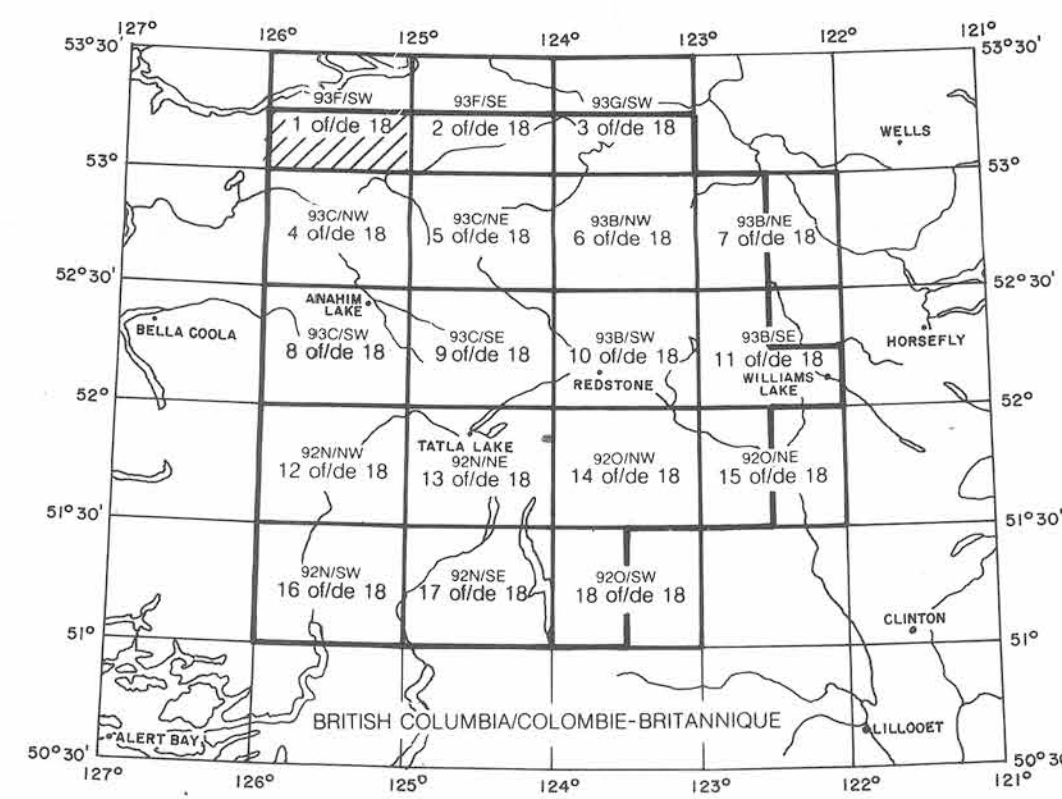 127° 126° 125° 124° 123° 122° 121°
53°30' 53°30'
93F/SW 93F/SE 93G/SW
1 of/de 18 2 of/de 18 3 of/de 18
WELLS
53° 53°
93C/NW 93C/NE 93B/NW 93B/NE
4 of/de 18 5 of/de 18 6 of/de 18 7 of/de 18
52°30' 52°30'
ANAHIM
LAKE
BELLA COOLA
HORSEFLY
93C/SW 93C/SE 93B/SW 93B/SE
8 of/de 18 9 of/de 18 10 of/de 18 11 of/de 18
REDSTONE
WILLIAMS
LAKE
52° 52°
TATLA LAKE
92N/NW 92N/NE 92O/NW 92O/NE
12 of/de 18 13 of/de 18 14 of/de 18 15 of/de 18
51°30' 51°30'
92N/SW 92N/SE 92O/SW
16 of/de 18 17 of/de 18 18 of/de 18
CLINTON
51° 51°
BRITISH COLUMBIA/COLOMBIE-BRITANNIQUE
LILLOOET
ALERT BAY
50°30' 50°30
127° 126° 125° 124° 123° 122° 121°